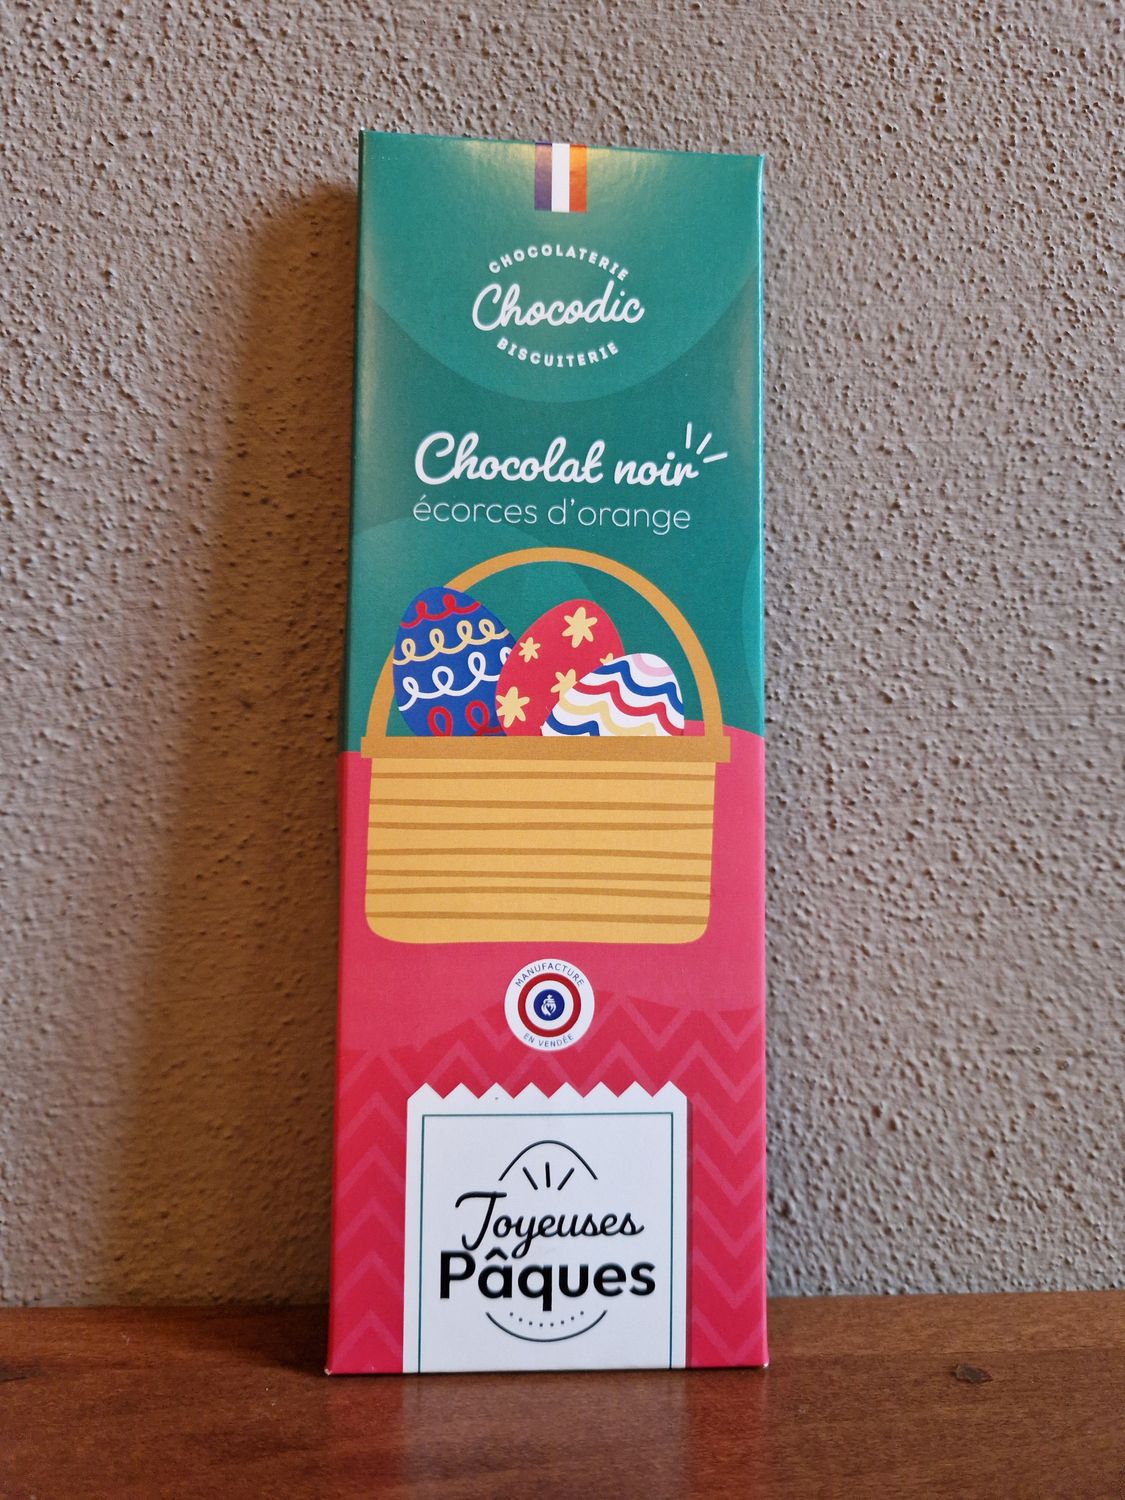 CHOCOLATERIE
Chocodic
BISCUITERIE
Chocolat noir
écorces d'orange
MANUFACTURE
EN VENDÉE
Joyeuses
Pâques